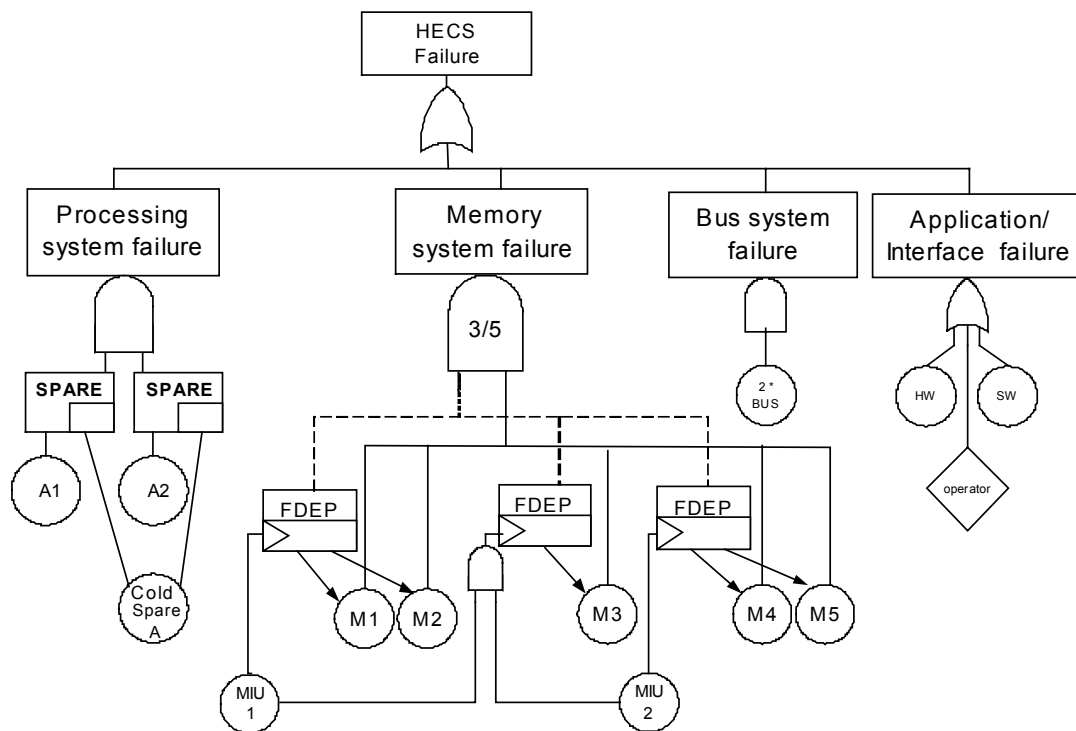 HECS
Failure
Processing
system failure
Memory
system failure
Bus system
failure
Application/
Interface failure
3/5
SPARE
SPARE
2 *
BUS
HW
SW
A1
A2
operator
FDEP
FDEP
FDEP
Cold
Spare
A
M1
M2
M3
M4
M5
MIU
1
MIU
2